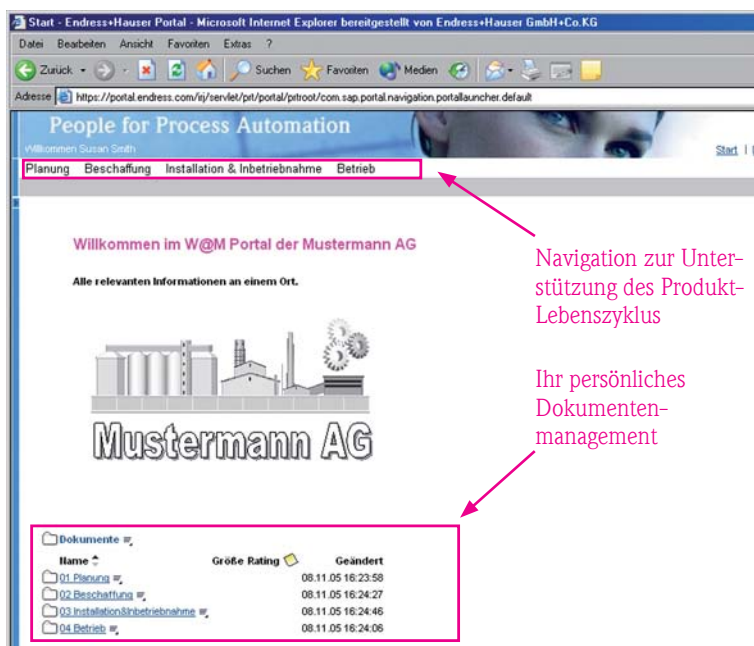 Start - Endress+Hauser Portal - Microsoft Internet Explorer bereitgestellt von Endress+Hauser GmbH+Co.KG
Datei Bearbeiten Ansicht Favoriten Extras ?
Zurück Suchen Favoriten Medien
Adresse https://portal.endress.com/irj/servlet/prt/portal/prtroot/com.sap.portal.navigation.portallauncher.default
People for Process Automation
Willkommen Susan Smith
Start |
Planung Beschaffung Installation & Inbetriebnahme Betrieb
Willkommen im W@M Portal der Mustermann AG
Alle relevanten Informationen an einem Ort.
Navigation zur Unter-
stützung des Produkt-
Lebenszyklus
Ihr persönliches
Dokumenten-
management
Mustermann AG
Dokumente
Name Größe Rating Geändert
01 Planung 08.11.05 16:23:58
02 Beschaffung 08.11.05 16:24:27
03 Installation&Inbetriebnahme 08.11.05 16:24:46
04 Betrieb 08.11.05 16:24:06